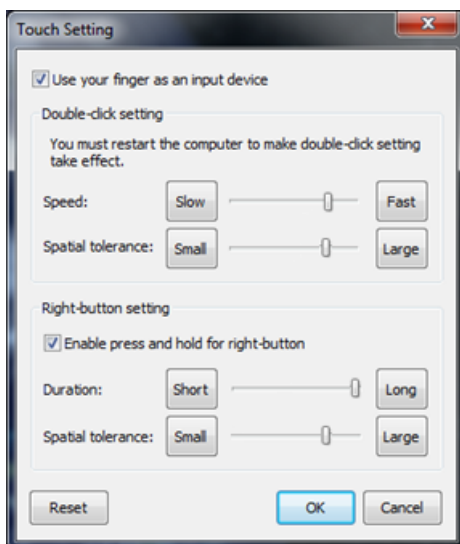 Touch Setting
Use your finger as an input device
Double-click setting
You must restart the computer to make double-click setting
take effect.
Speed: Slow Fast
Spatial tolerance: Small Large
Right-button setting
Enable press and hold for right-button
Duration: Short Long
Spatial tolerance: Small Large
Reset OK Cancel